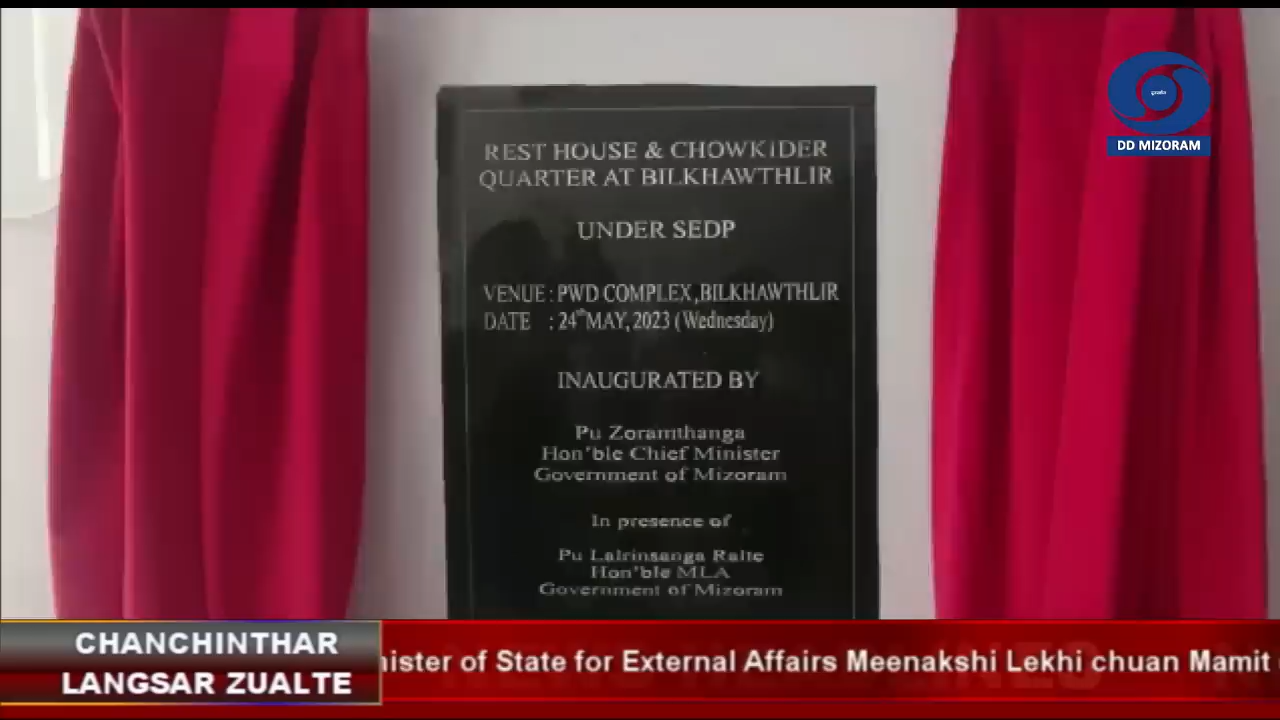 REST HOUSE & CHOWKIDER
QUARTER AT BILKHAWTHLIR
UNDER SEDP
VENUE : PWD COMPLEX,BILKHAWTHLIR
DATE : 24th MAY, 2023 (Wednesday)
INAUGURATED BY
Pu Zoramthanga
Hon'ble Chief Minister
Government of Mizoram
In presence of
Pu Lalrinsanga Ralte
Hon'ble MLA
Government of Mizoram
DD MIZORAM
CHANCHINTHAR
LANGSAR ZUALTE
nister of State for External Affairs Meenakshi Lekhi chuan Mamit